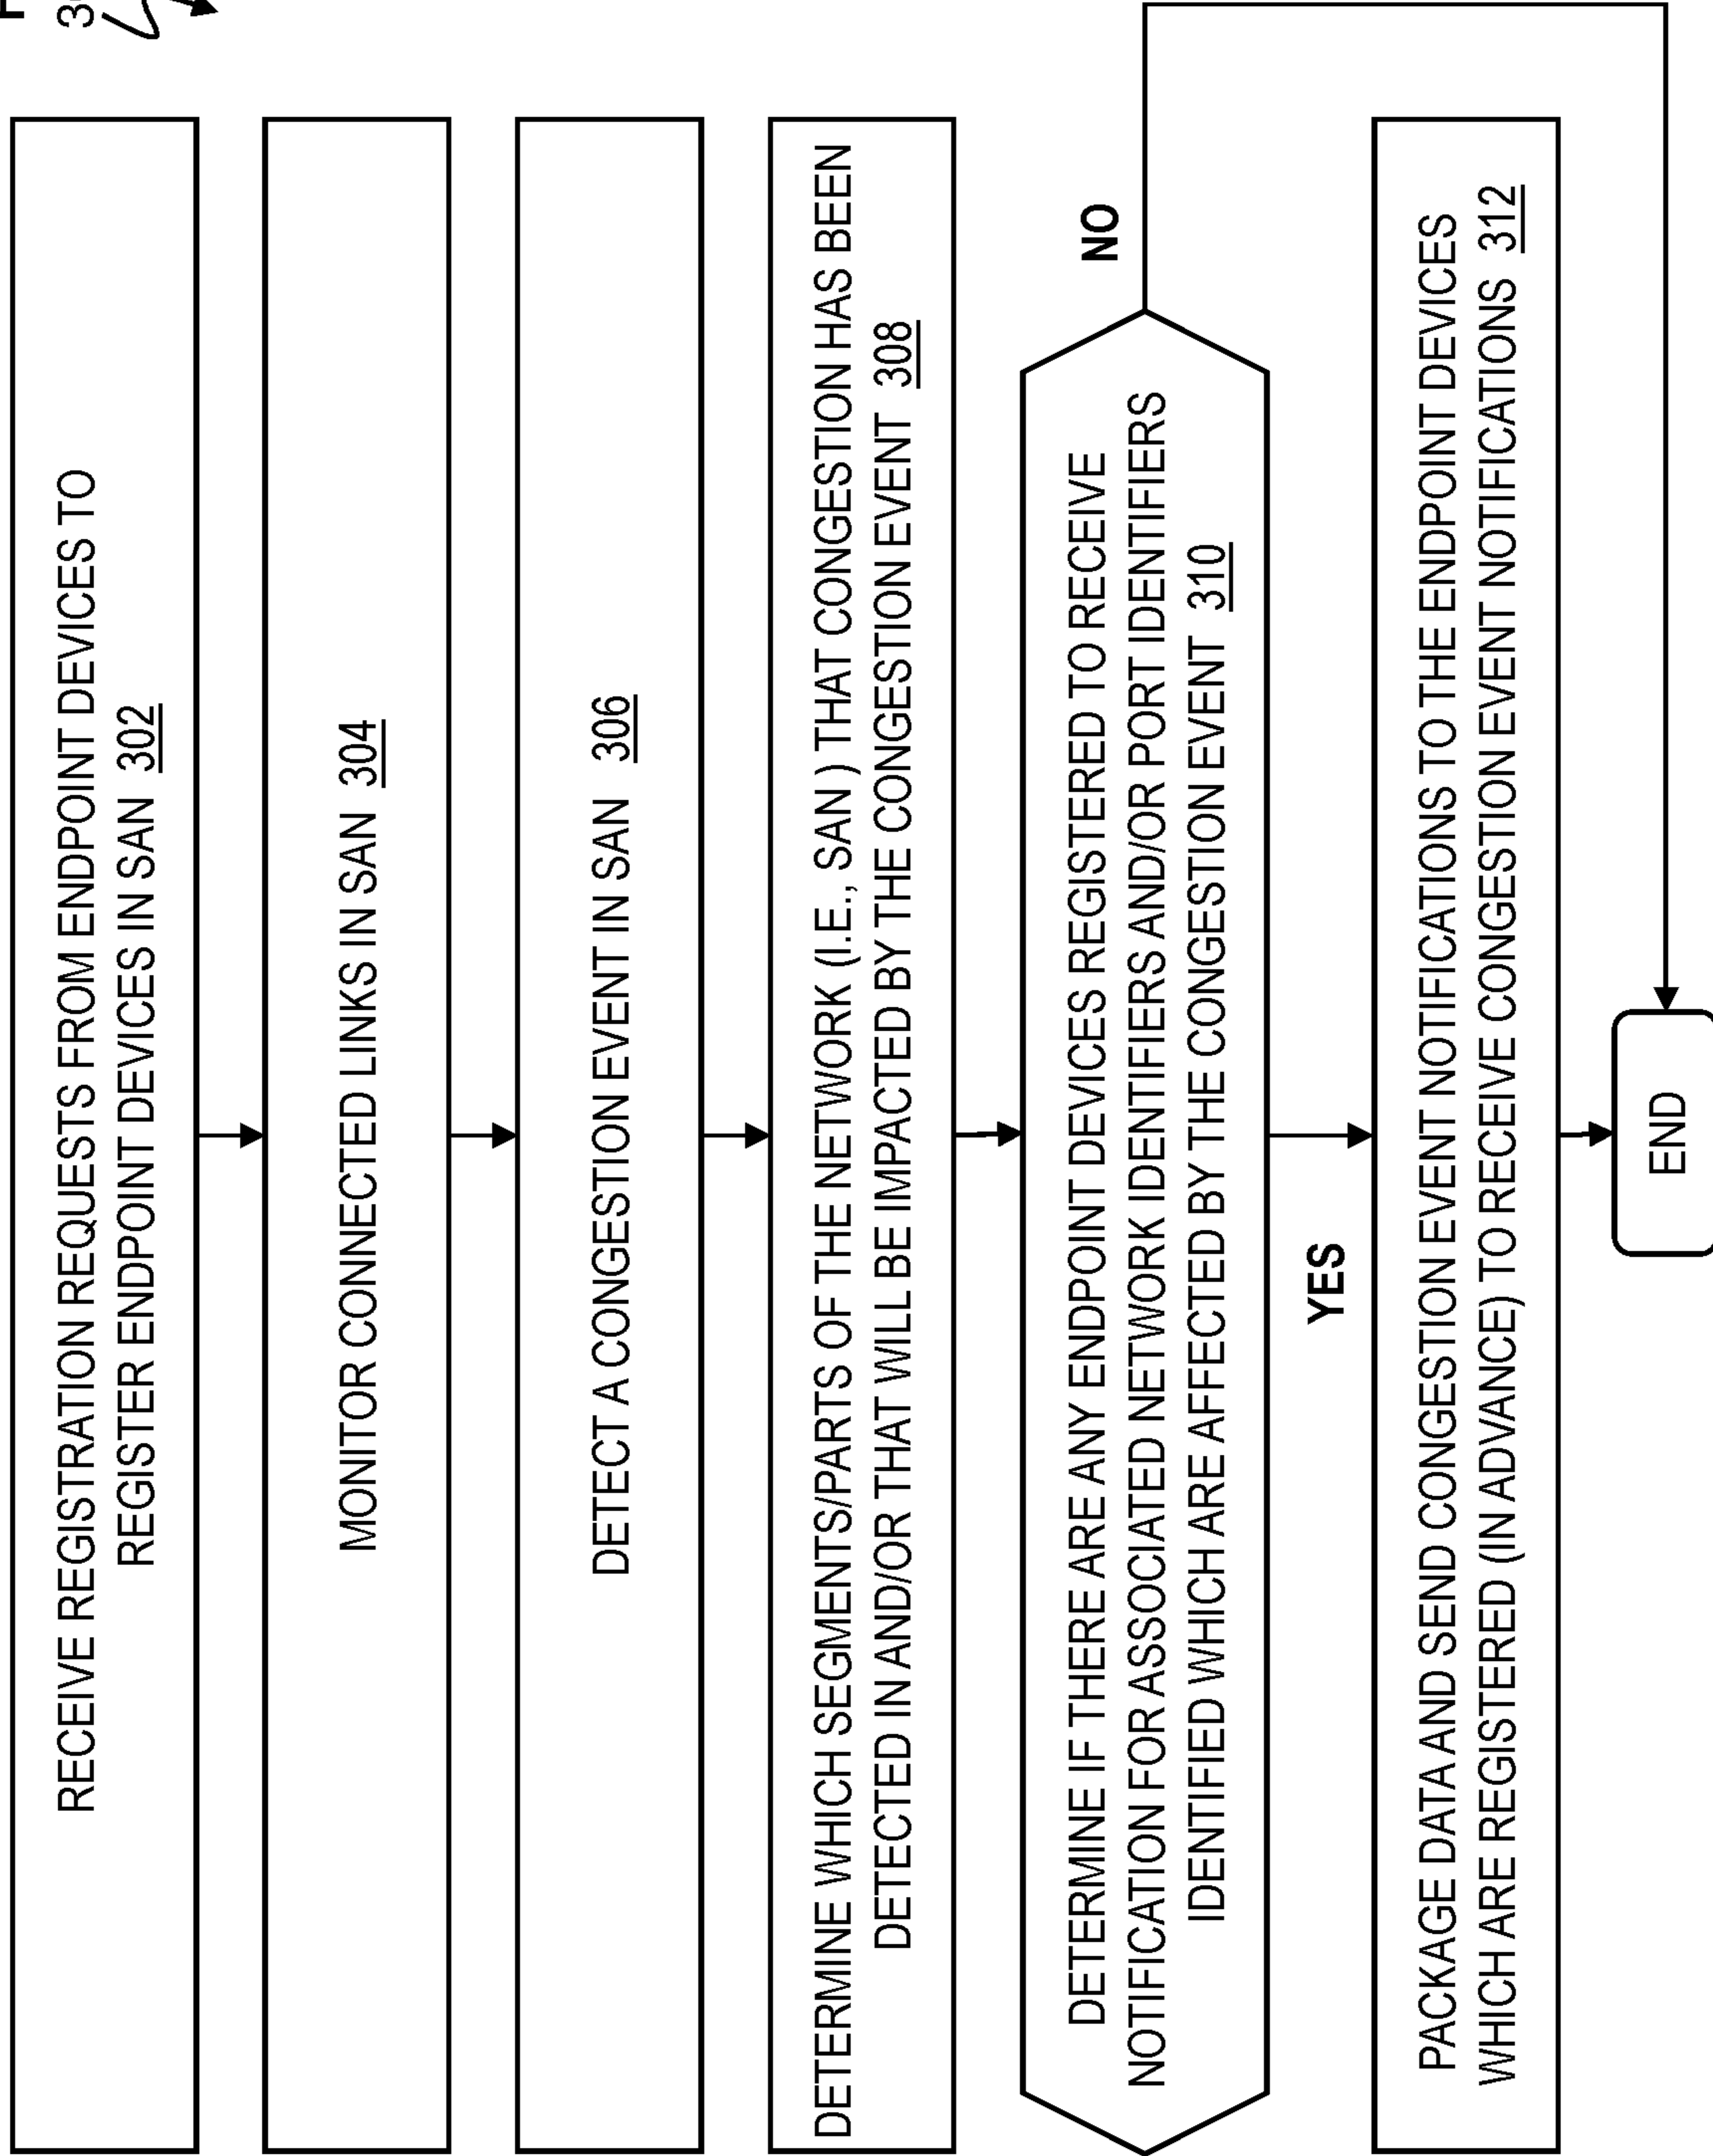 RECEIVE REGISTRATION REQUESTS FROM ENDPOINT DEVICES TO
REGISTER ENDPOINT DEVICES IN SAN 302
MONITOR CONNECTED LINKS IN SAN 304
DETECT A CONGESTION EVENT IN SAN 306
DETERMINE WHICH SEGMENTS/PARTS OF THE NETWORK (I.E., SAN ) THAT CONGESTION HAS BEEN
DETECTED IN AND/OR THAT WILL BE IMPACTED BY THE CONGESTION EVENT 308
DETERMINE IF THERE ARE ANY ENDPOINT DEVICES REGISTERED TO RECEIVE
NOTIFICATION FOR ASSOCIATED NETWORK IDENTIFIERS AND/OR PORT IDENTIFIERS
IDENTIFIED WHICH ARE AFFECTED BY THE CONGESTION EVENT 310
NO
YES
PACKAGE DATA AND SEND CONGESTION EVENT NOTIFICATIONS TO THE ENDPOINT DEVICES
WHICH ARE REGISTERED (IN ADVANCE) TO RECEIVE CONGESTION EVENT NOTIFICATIONS 312
END